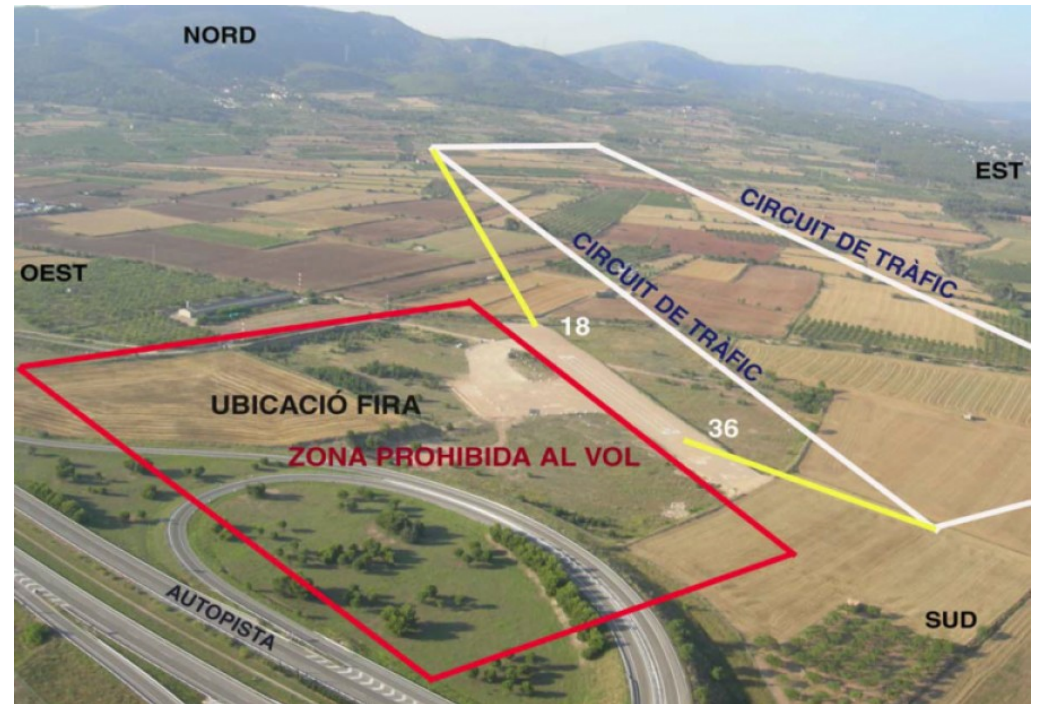 NORD
EST
CIRCUIT DE TRÀFIC
CIRCUIT DE TRÀFIC
OEST
18
UBICACIÓ FIRA
36
ZONA PROHIBIDA AL VOL
AUTOPISTA
SUD